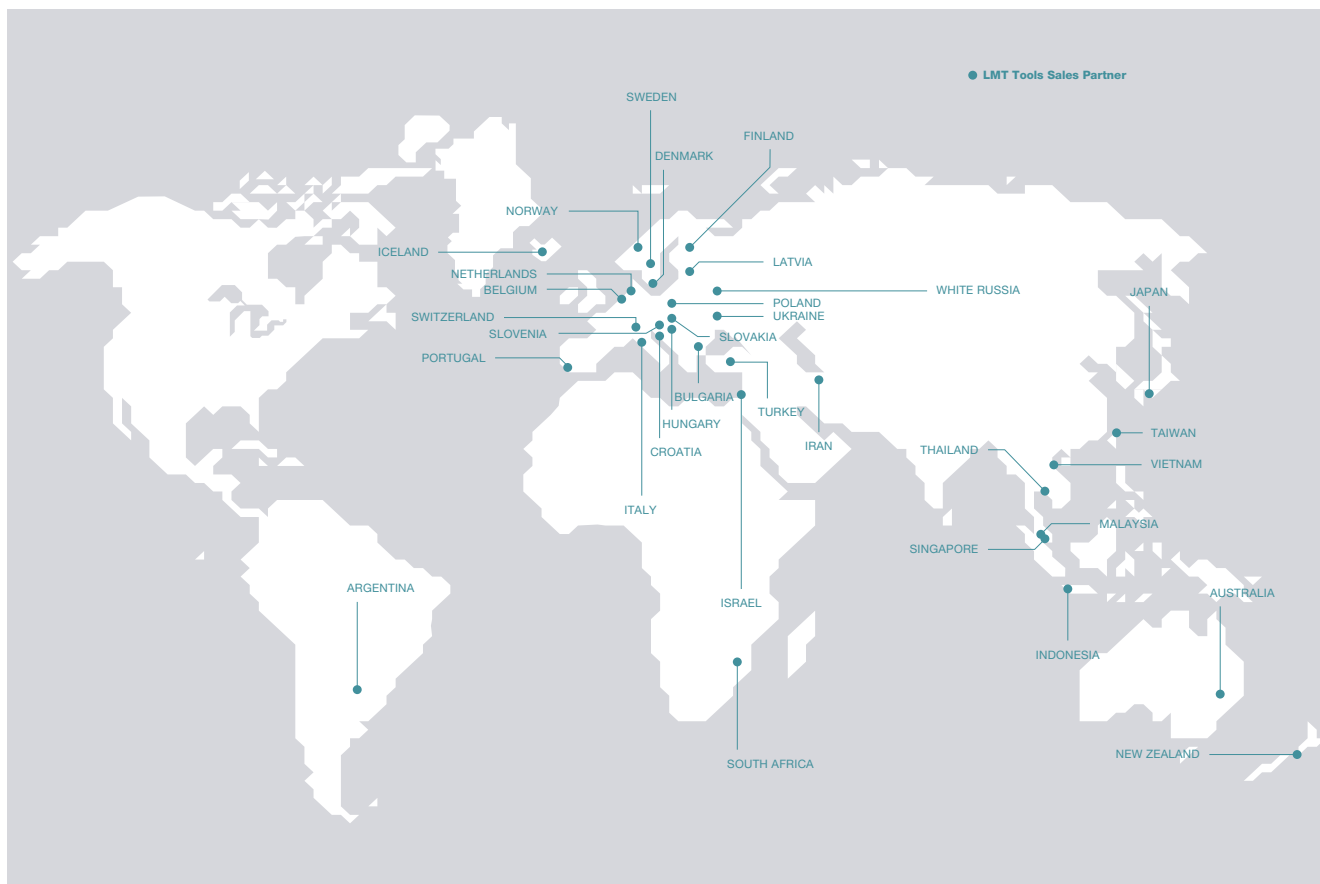 LMT Tools Sales Partner
SWEDEN
FINLAND
DENMARK
NORWAY
ICELAND
LATVIA
NETHERLANDS
BELGIUM
WHITE RUSSIA
JAPAN
POLAND
SWITZERLAND
UKRAINE
SLOVENIA
SLOVAKIA
PORTUGAL
BULGARIA
TURKEY
HUNGARY
TAIWAN
IRAN
CROATIA
THAILAND
VIETNAM
ITALY
MALAYSIA
SINGAPORE
ARGENTINA
AUSTRALIA
ISRAEL
INDONESIA
NEW ZEALAND
SOUTH AFRICA